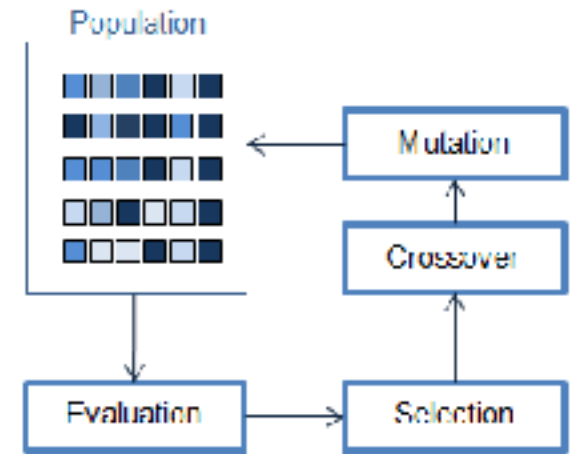 Population
Mutation
Crossover
Evaluation
Selection